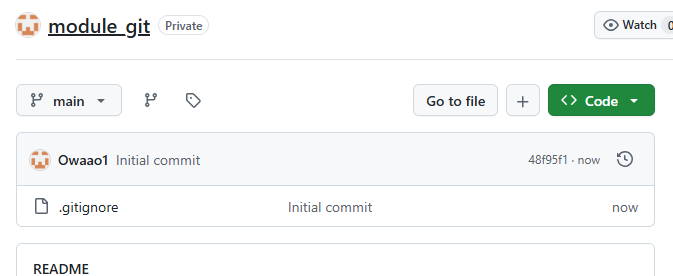 module_git Private Watch 0
main Go to file Code
Owaao1 Initial commit 48f95f1 · now
.gitignore Initial commit now
README